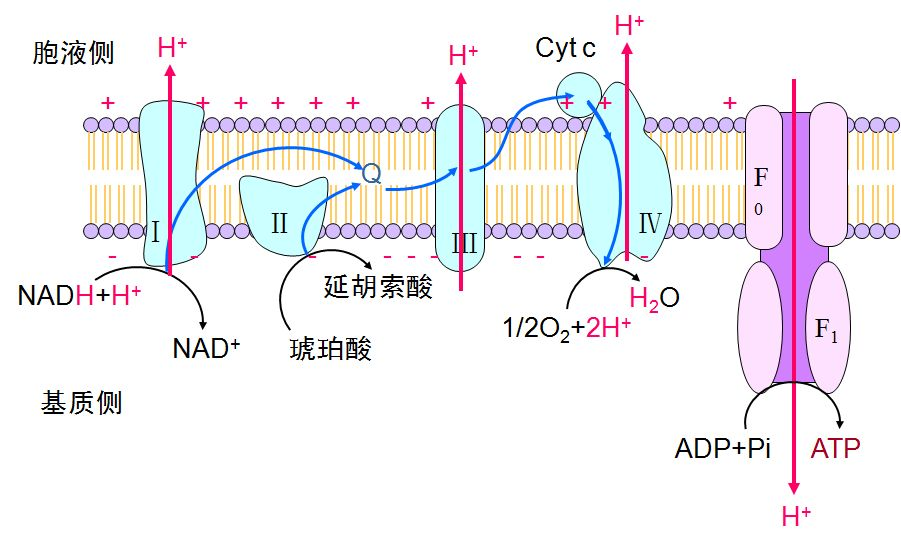 胞液侧
H⁺
H⁺
Cyt c
H⁺
+ + + + + + + + + +
Q
F
0
I
II
III
IV
- - - - - - - - -
NADH+H⁺
延胡索酸
H₂O
1/2O₂+2H⁺
F₁
NAD⁺
琥珀酸
基质侧
ADP+Pi
ATP
H⁺